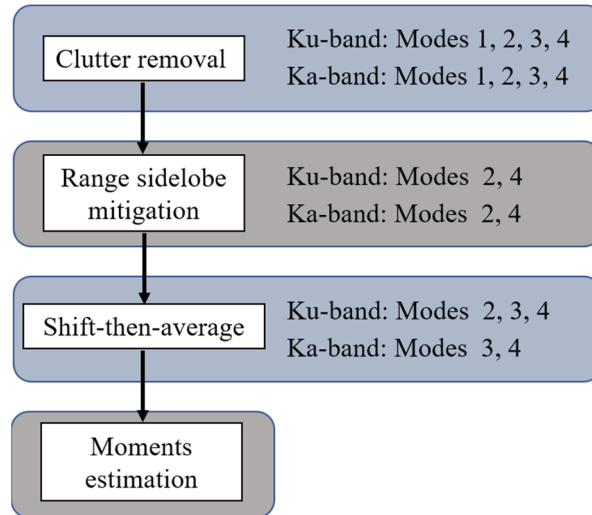 Clutter removal
Ku-band: Modes 1, 2, 3, 4
Ka-band: Modes 1, 2, 3, 4
Range sidelobe
mitigation
Ku-band: Modes 2, 4
Ka-band: Modes 2, 4
Shift-then-average
Ku-band: Modes 2, 3, 4
Ka-band: Modes 3, 4
Moments
estimation